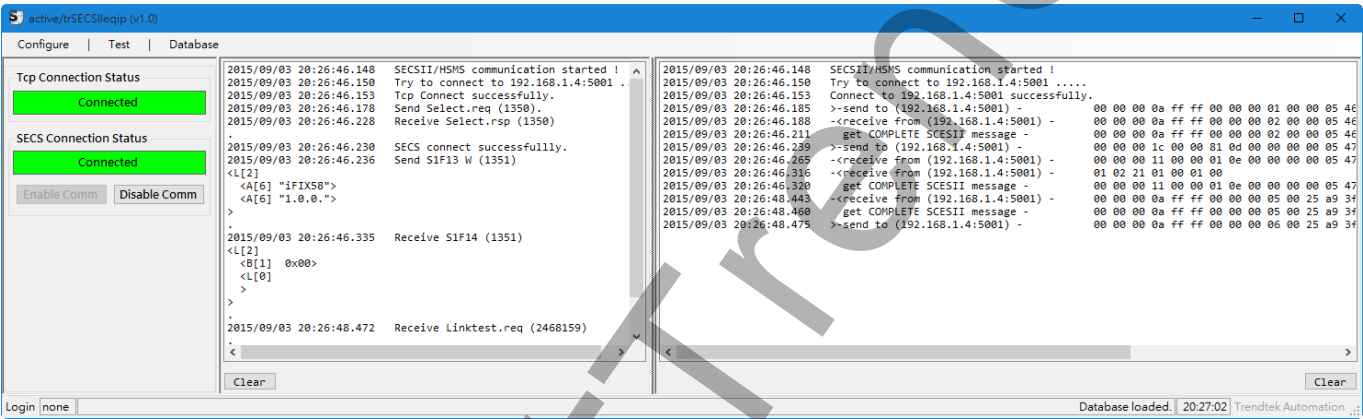 active/trSECSIIeqip (v1.0)
Configure | Test | Database
Tcp Connection Status
Connected
SECS Connection Status
Connected
Enable Comm Disable Comm
2015/09/03 20:26:46.148 SECSII/HSMS communication started !
2015/09/03 20:26:46.150 Try to connect to 192.168.1.4:5001 ..
2015/09/03 20:26:46.153 Tcp Connect successfully.
2015/09/03 20:26:46.178 Send Select.req (1350).
2015/09/03 20:26:46.228 Receive Select.rsp (1350)
.
2015/09/03 20:26:46.230 SECS connect successfullly.
2015/09/03 20:26:46.236 Send S1F13 W (1351)
<L[2]
<A[6] "iFIX58">
<A[6] "1.0.0.">
>
.
2015/09/03 20:26:46.335 Receive S1F14 (1351)
<L[2]
<B[1] 0x00>
<L[0]
>
>
.
2015/09/03 20:26:48.472 Receive Linktest.req (2468159)
.
Clear
2015/09/03 20:26:46.148 SECSII/HSMS communication started !
2015/09/03 20:26:46.150 Try to connect to 192.168.1.4:5001 .....
2015/09/03 20:26:46.153 Connect to 192.168.1.4:5001 successfully.
2015/09/03 20:26:46.185 >-send to (192.168.1.4:5001) - 00 00 00 0a ff ff 00 00 00 01 00 00 05 46
2015/09/03 20:26:46.188 -<receive from (192.168.1.4:5001) - 00 00 00 0a ff ff 00 00 00 02 00 00 05 46
2015/09/03 20:26:46.211 get COMPLETE SCESII message - 00 00 00 0a ff ff 00 00 00 02 00 00 05 46
2015/09/03 20:26:46.239 >-send to (192.168.1.4:5001) - 00 00 00 1c 00 00 81 0d 00 00 00 00 05 47
2015/09/03 20:26:46.265 -<receive from (192.168.1.4:5001) - 00 00 00 11 00 00 01 0e 00 00 00 00 05 47
2015/09/03 20:26:46.316 -<receive from (192.168.1.4:5001) - 01 02 21 01 00 01 00
2015/09/03 20:26:46.320 get COMPLETE SCESII message - 00 00 00 11 00 00 01 0e 00 00 00 00 05 47
2015/09/03 20:26:48.443 -<receive from (192.168.1.4:5001) - 00 00 00 0a ff ff 00 00 00 05 00 25 a9 3f
2015/09/03 20:26:48.460 get COMPLETE SCESII message - 00 00 00 0a ff ff 00 00 00 05 00 25 a9 3f
2015/09/03 20:26:48.475 >-send to (192.168.1.4:5001) - 00 00 00 0a ff ff 00 00 00 06 00 25 a9 3f
Clear
Login none
Database loaded. 20:27:02 Trendtek Automation
Tren